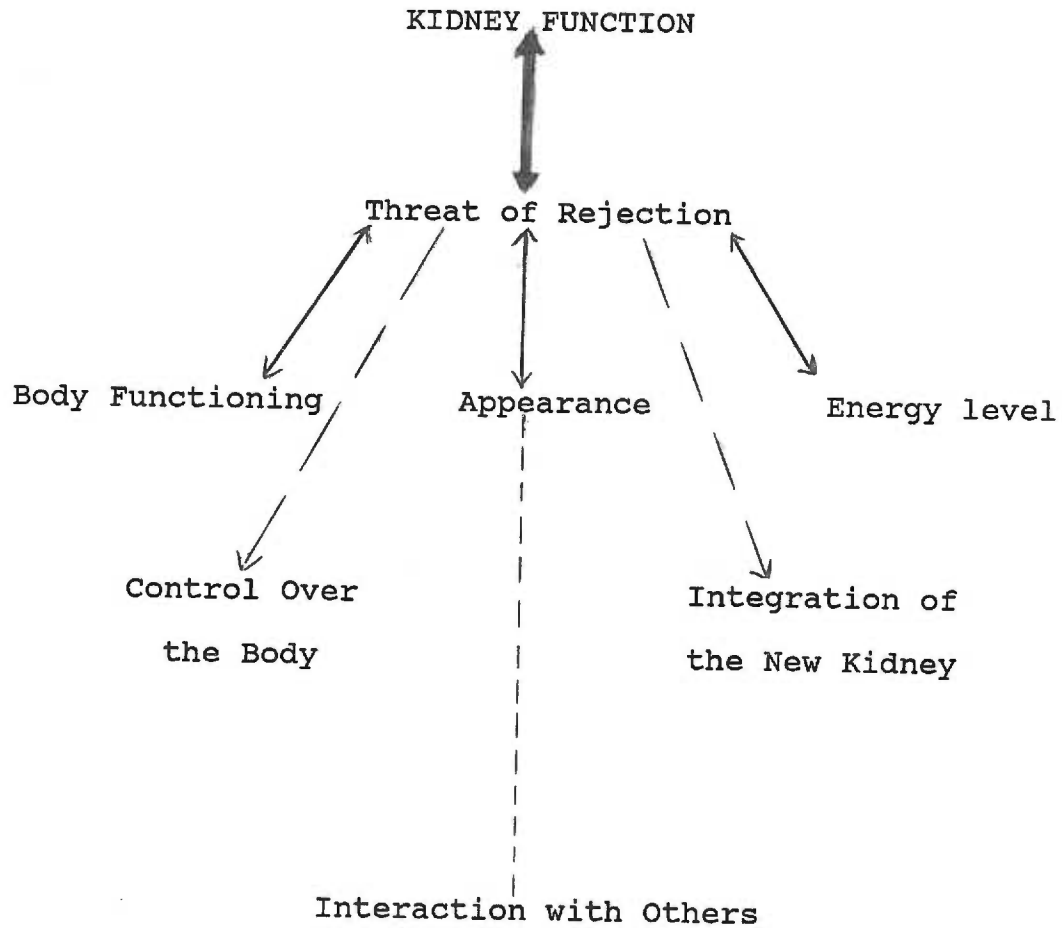 KIDNEY FUNCTION
Threat of Rejection
Body Functioning
Appearance
Energy level
Control Over
the Body
Integration of
the New Kidney
Interaction with Others